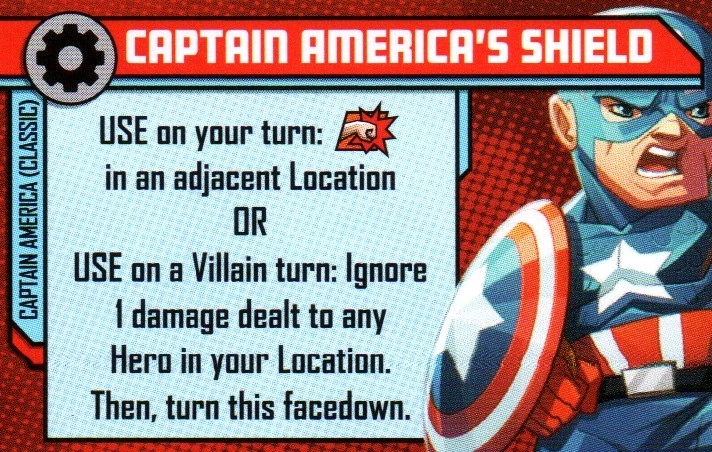 CAPTAIN AMERICA'S SHIELD
CAPTAIN AMERICA (CLASSIC)
USE on your turn:
in an adjacent Location
OR
USE on a Villain turn: Ignore
1 damage dealt to any
Hero in your Location.
Then, turn this facedown.